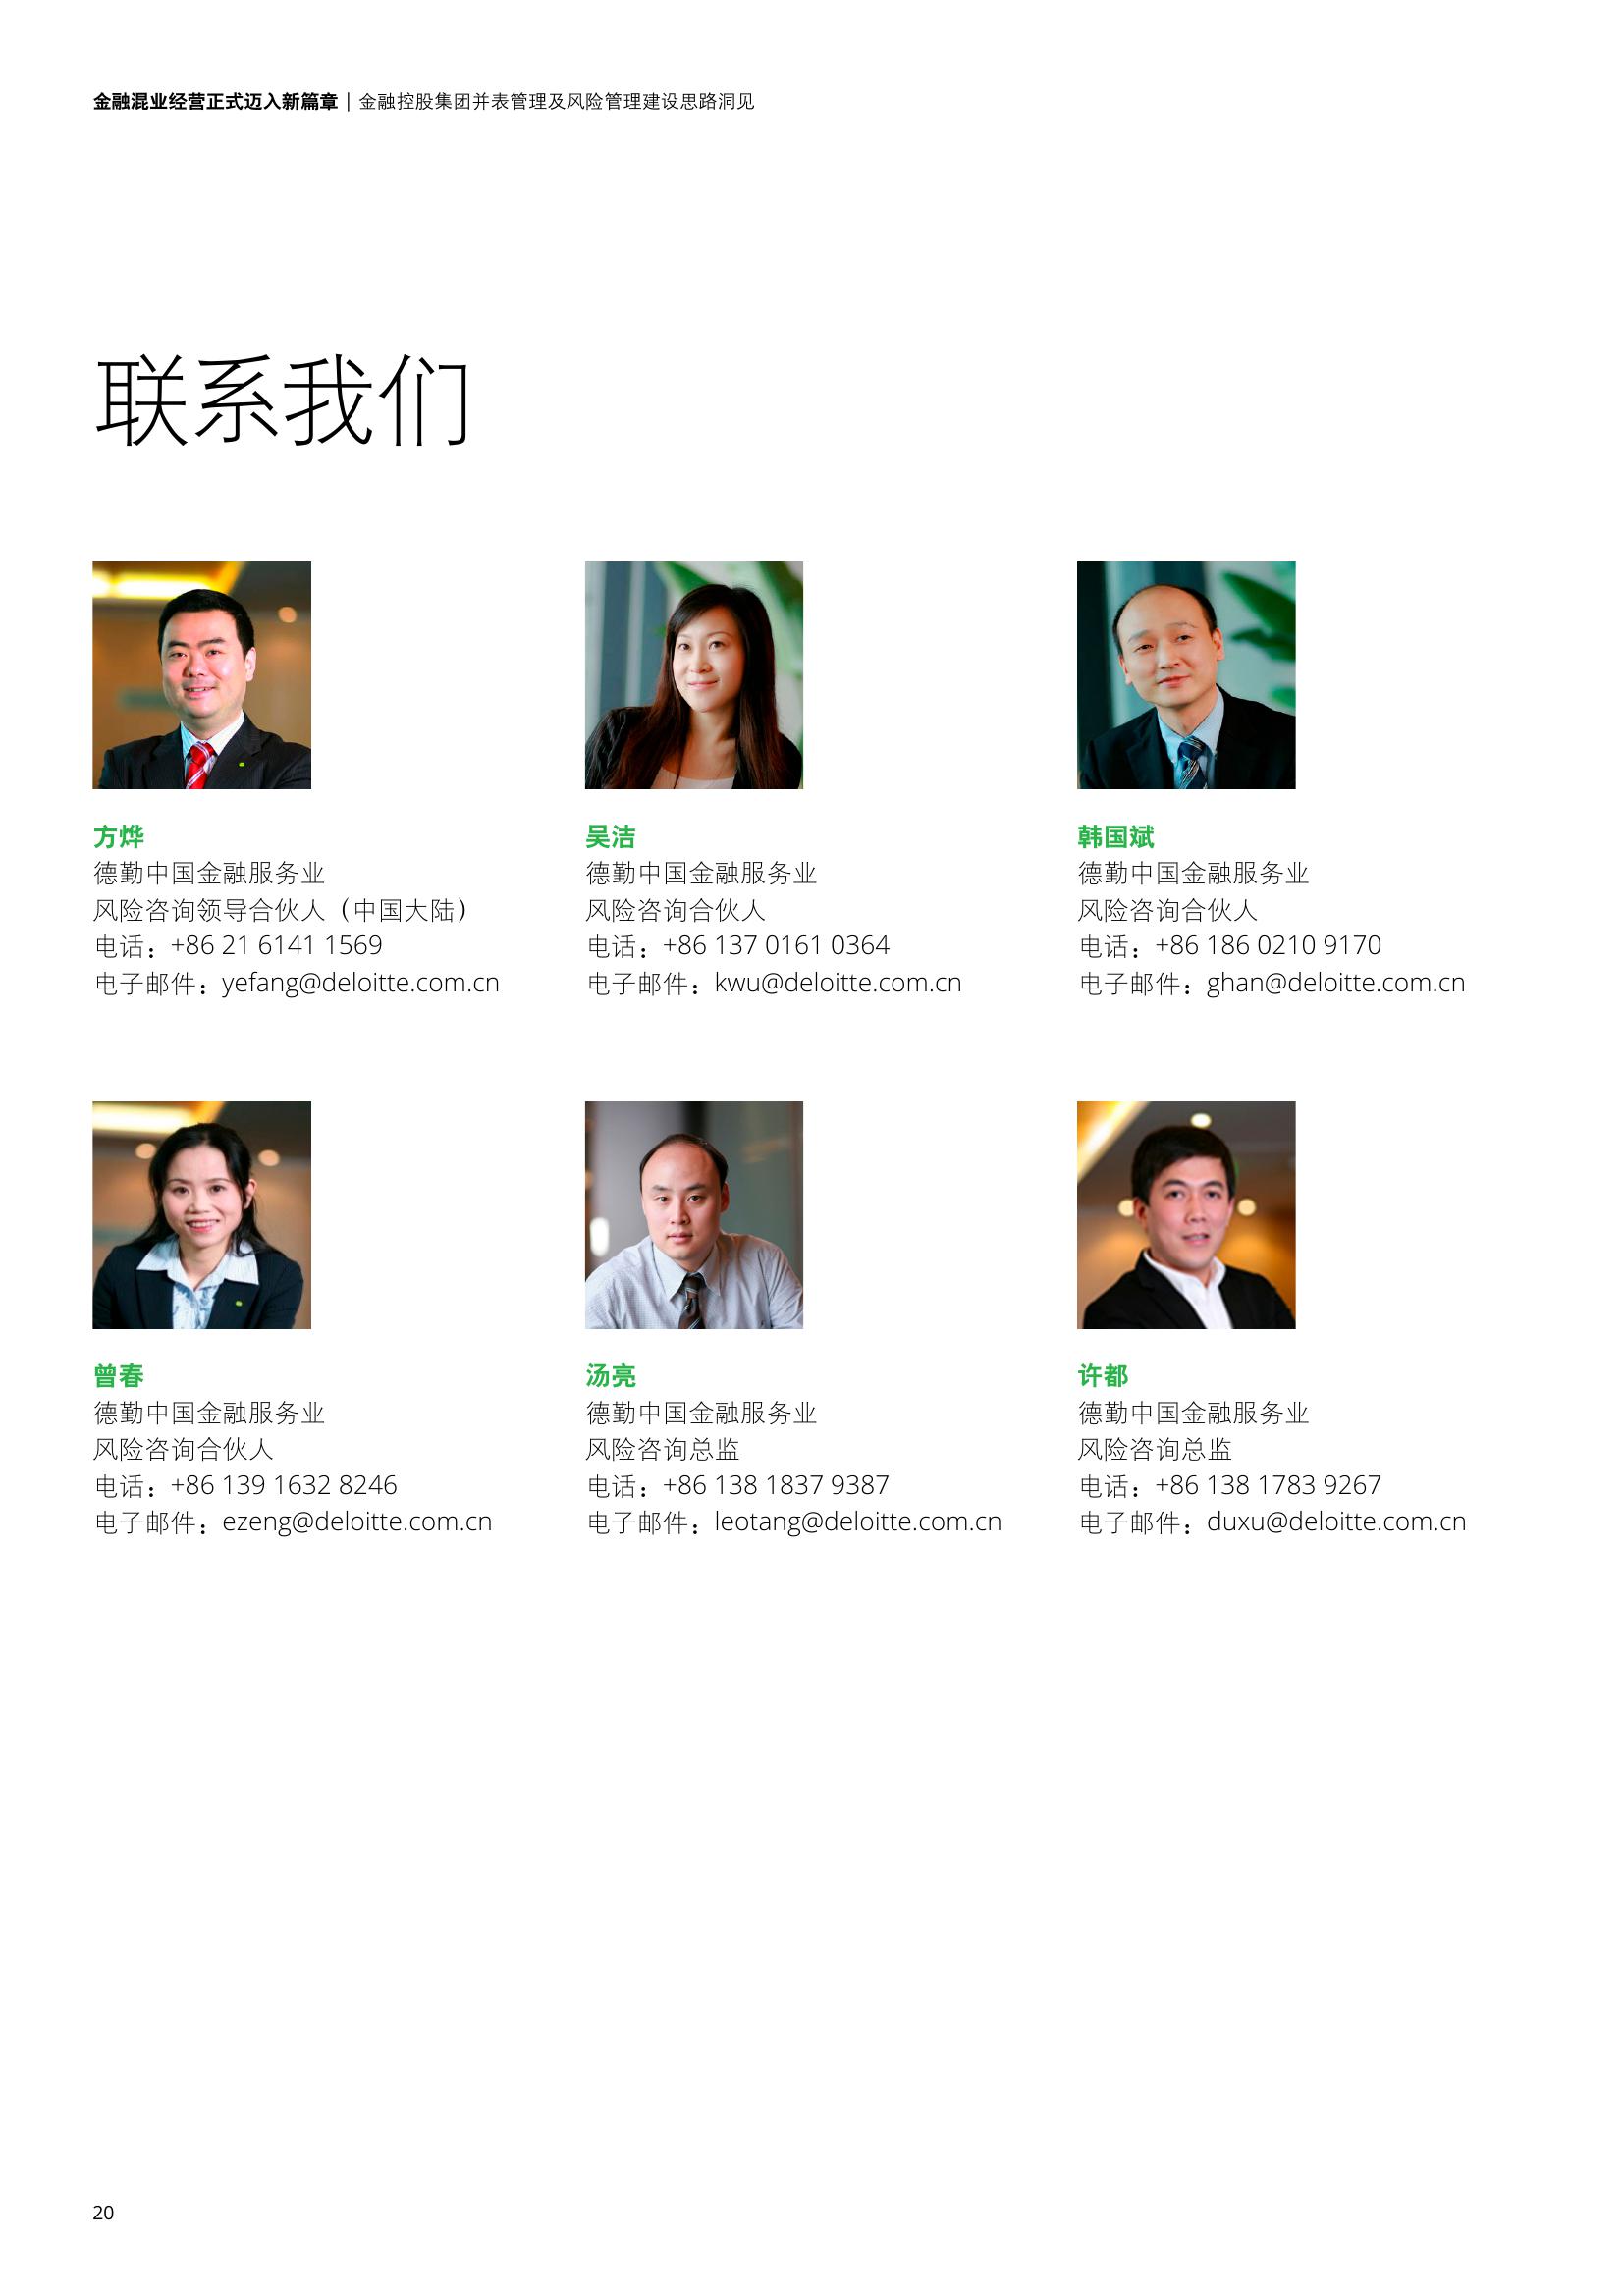 金融混业经营正式迈入新篇章 | 金融控股集团并表管理及风险管理建设思路洞见
联系我们
方烨
德勤中国金融服务业
风险咨询领导合伙人（中国大陆）
电话：+86 21 6141 1569
电子邮件：yefang@deloitte.com.cn
吴洁
德勤中国金融服务业
风险咨询合伙人
电话：+86 137 0161 0364
电子邮件：kwu@deloitte.com.cn
韩国斌
德勤中国金融服务业
风险咨询合伙人
电话：+86 186 0210 9170
电子邮件：ghan@deloitte.com.cn
曾春
德勤中国金融服务业
风险咨询合伙人
电话：+86 139 1632 8246
电子邮件：ezeng@deloitte.com.cn
汤亮
德勤中国金融服务业
风险咨询总监
电话：+86 138 1837 9387
电子邮件：leotang@deloitte.com.cn
许都
德勤中国金融服务业
风险咨询总监
电话：+86 138 1783 9267
电子邮件：duxu@deloitte.com.cn
20